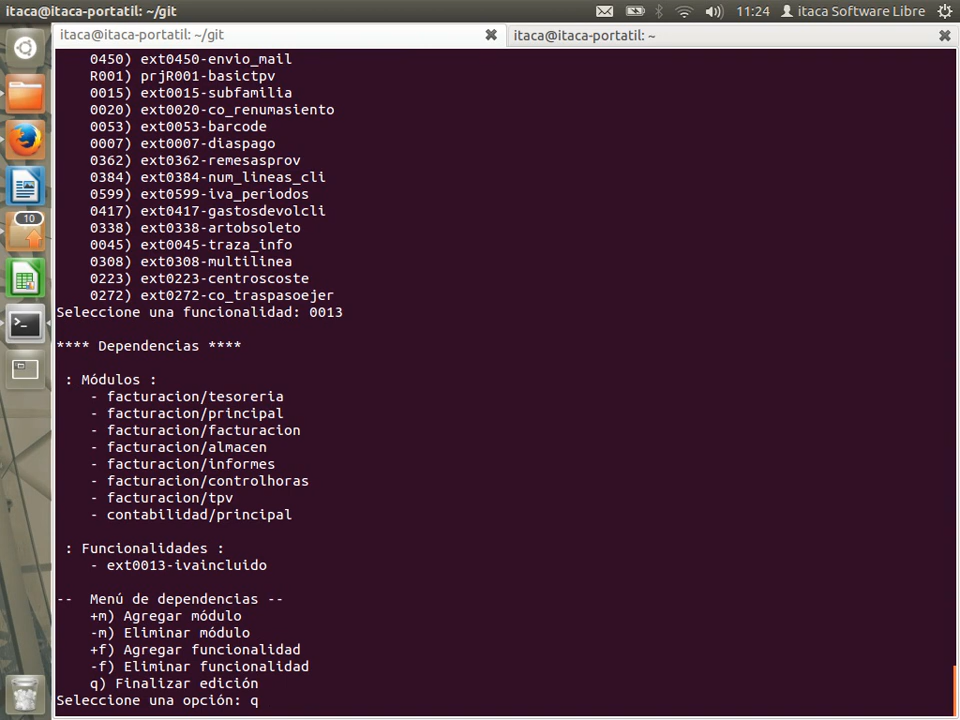 itaca@itaca-portatil: ~/git
11:24
itaca Software Libre
itaca@itaca-portatil: ~/git
itaca@itaca-portatil: ~
10
0450) ext0450-envio_mail
R001) prjR001-basictpv
0015) ext0015-subfamilia
0020) ext0020-co_renumasiento
0053) ext0053-barcode
0007) ext0007-diaspago
0362) ext0362-remesasprov
0384) ext0384-num_lineas_cli
0599) ext0599-iva_periodos
0417) ext0417-gastosdevolcli
0338) ext0338-artobsoleto
0045) ext0045-traza_info
0308) ext0308-multilinea
0223) ext0223-centroscoste
0272) ext0272-co_traspasoejer
Seleccione una funcionalidad: 0013
**** Dependencias ****
: Módulos :
- facturacion/tesoreria
- facturacion/principal
- facturacion/facturacion
- facturacion/almacen
- facturacion/informes
- facturacion/controlhoras
- facturacion/tpv
- contabilidad/principal
: Funcionalidades :
- ext0013-ivaincluido
-- Menú de dependencias --
+m) Agregar módulo
-m) Eliminar módulo
+f) Agregar funcionalidad
-f) Eliminar funcionalidad
q) Finalizar edición
Seleccione una opción: q